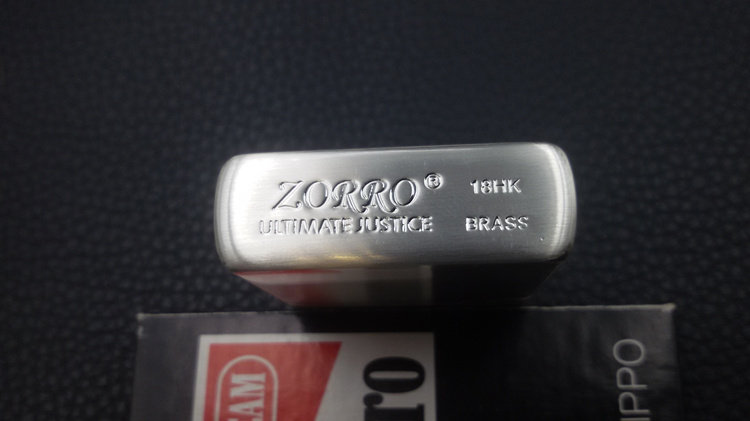 ZORRO® 18HK
ULTIMATE JUSTICE BRASS